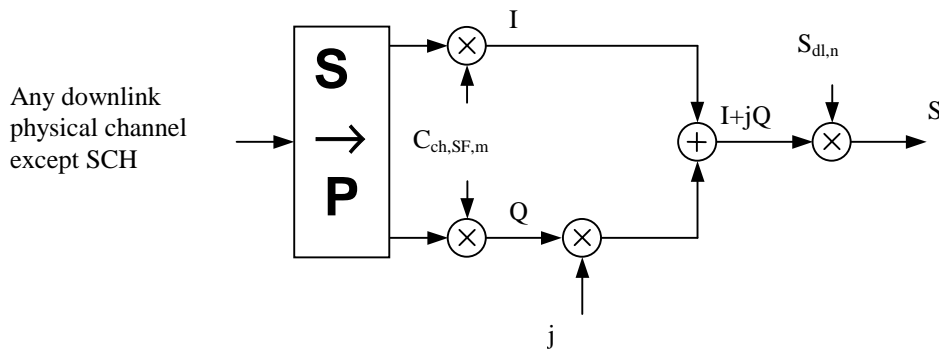 I
S
S_dl,n
Any downlink
physical channel
except SCH
→
I+jQ
S
C_ch,SF,m
P
Q
j